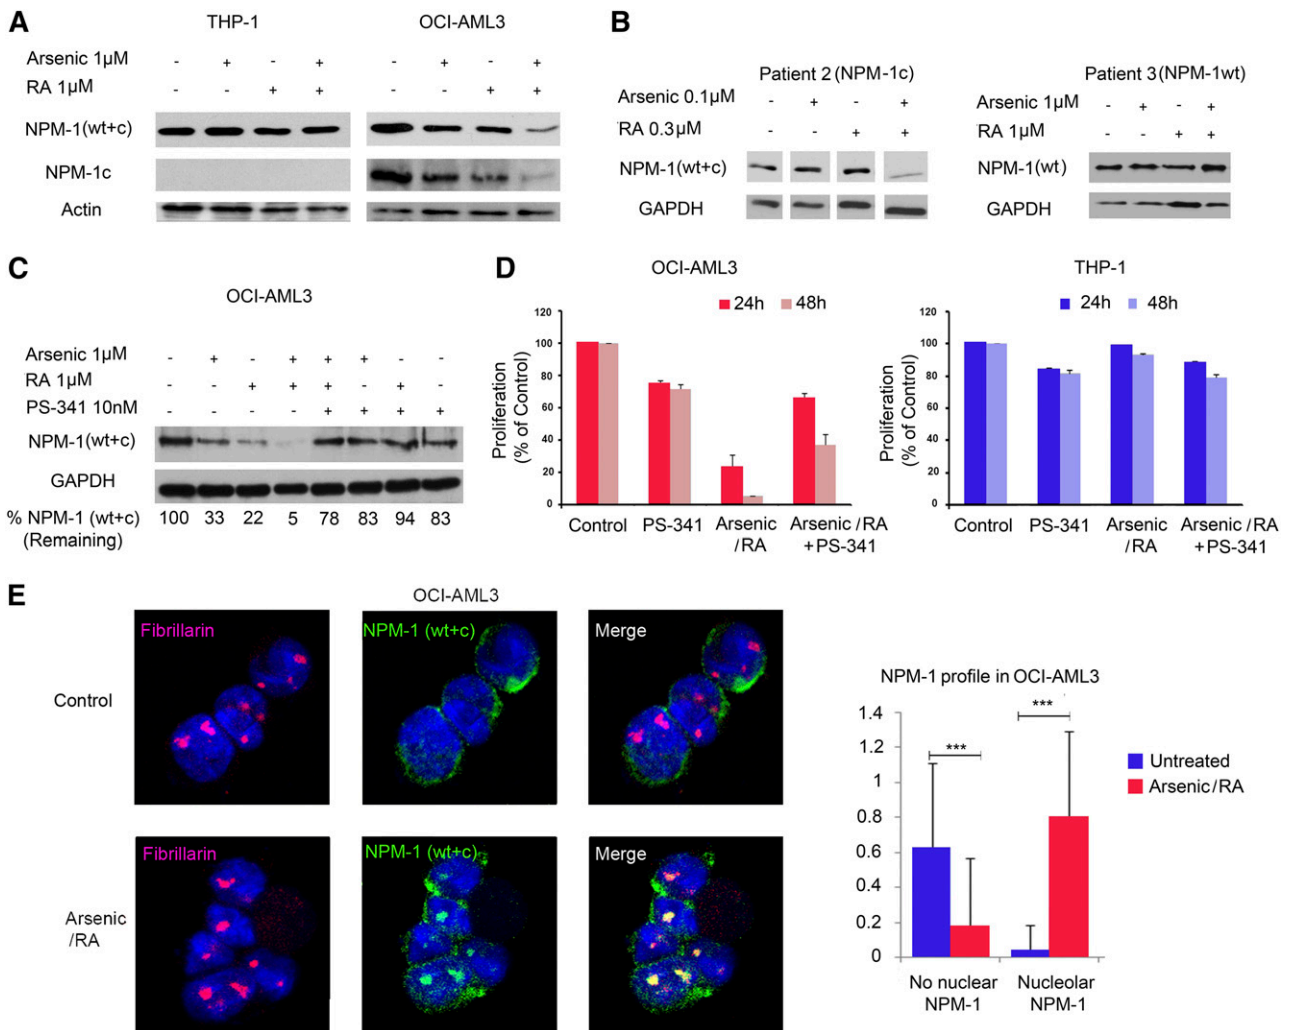 A
THP-1
OCI-AML3
Arsenic 1µM - + - + - + - +
RA 1µM - - + + - - + +
NPM-1(wt+c)
NPM-1c
Actin
B
Patient 2 (NPM-1c)
Patient 3 (NPM-1wt)
Arsenic 0.1µM - + - +
RA 0.3µM - - + +
NPM-1(wt+c)
GAPDH
Arsenic 1µM - + - +
RA 1µM - - + +
NPM-1(wt)
GAPDH
C
OCI-AML3
Arsenic 1µM - + - + + + - -
RA 1µM - - + + + - + -
PS-341 10nM - - - - + + + +
NPM-1(wt+c)
GAPDH
% NPM-1 (wt+c) 100 33 22 5 78 83 94 83
(Remaining)
D
OCI-AML3
24h 48h
Proliferation
(% of Control)
120
100
80
60
40
20
0
Control PS-341 Arsenic Arsenic /RA
/RA +PS-341
THP-1
24h 48h
Proliferation
(% of Control)
120
100
80
60
40
20
0
Control PS-341 Arsenic Arsenic /RA
/RA +PS-341
E
OCI-AML3
Control
Fibrillarin
NPM-1 (wt+c)
Merge
Arsenic
/RA
Fibrillarin
NPM-1 (wt+c)
Merge
NPM-1 profile in OCI-AML3
1.4
1.2
1
0.8
0.6
0.4
0.2
0
***
***
Untreated
Arsenic/RA
No nuclear Nucleolar
NPM-1 NPM-1